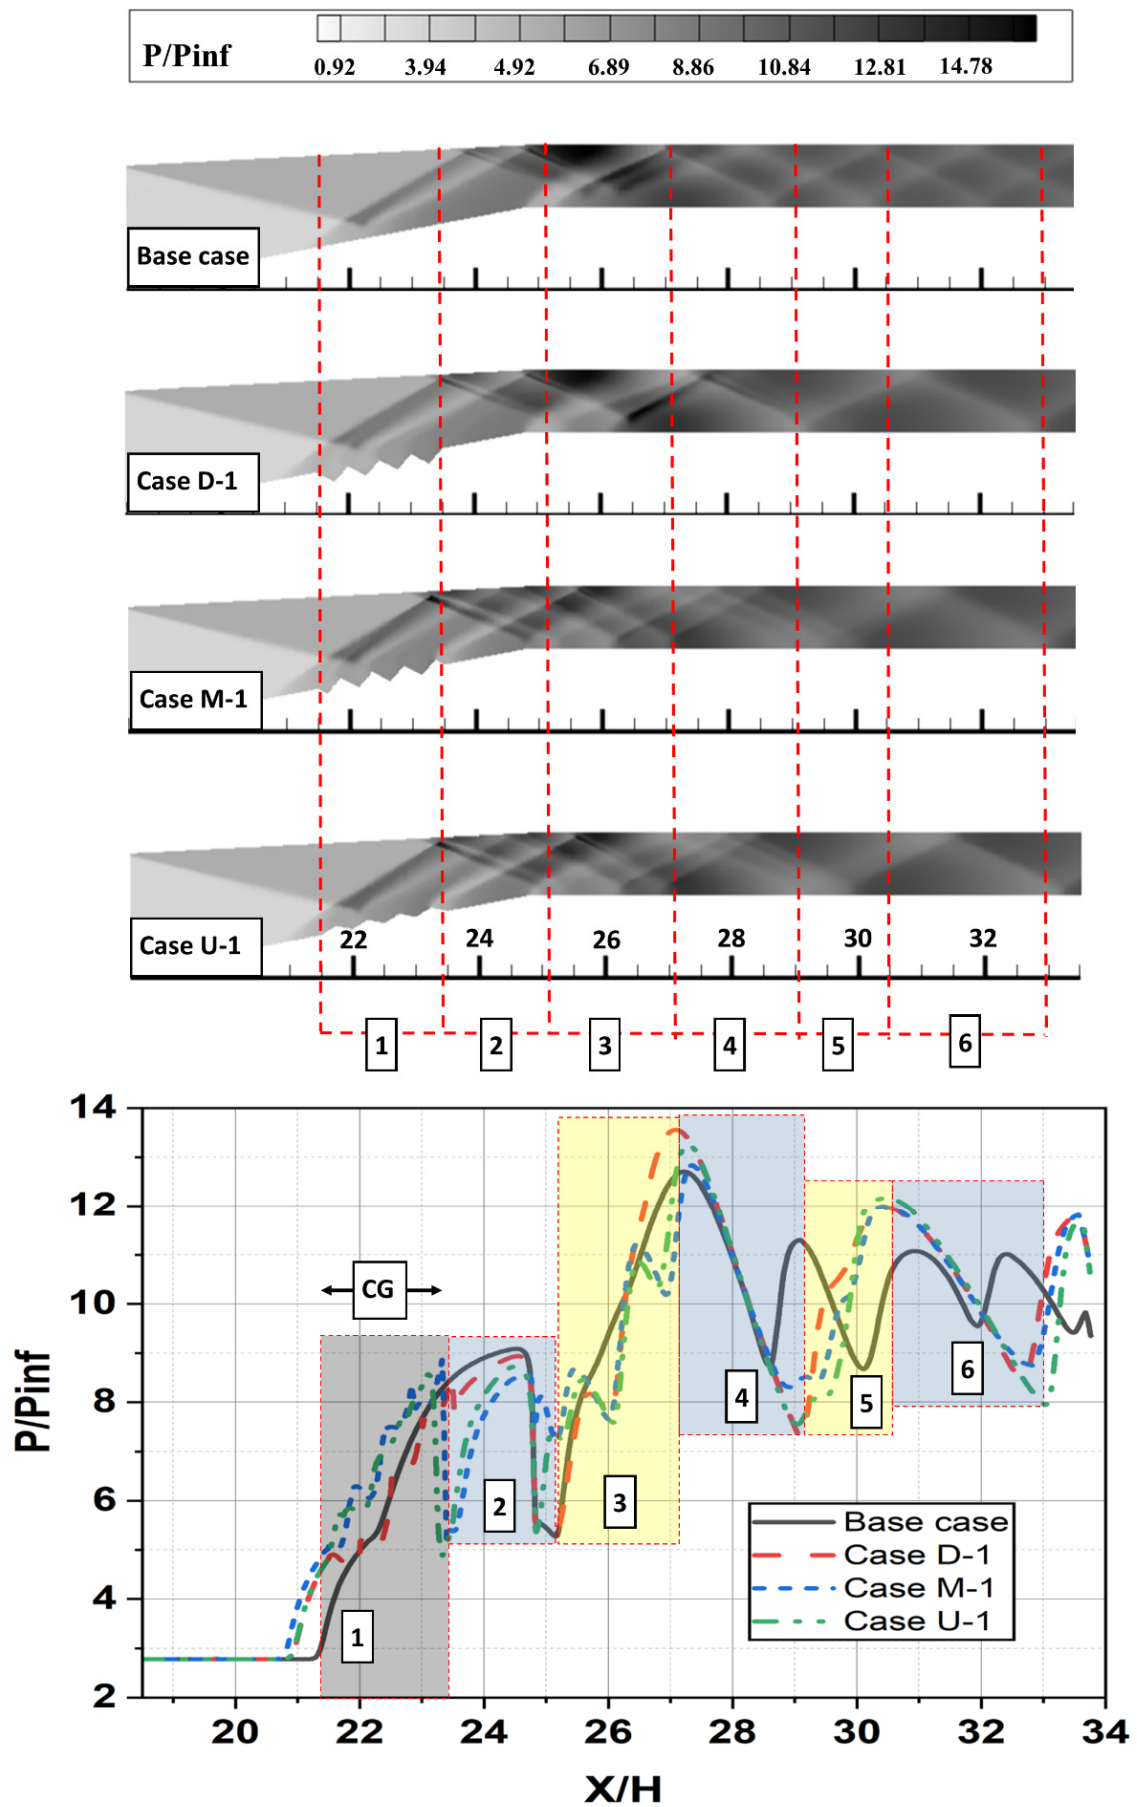 P/Pinf
0.92 3.94 4.92 6.89 8.86 10.84 12.81 14.78
Base case
Case D-1
Case M-1
Case U-1
22 24 26 28 30 32
1 2 3 4 5 6
14
12
10
8
6
4
2
P/Pinf
CG
1
2
3
4
5
6
Base case
Case D-1
Case M-1
Case U-1
20 22 24 26 28 30 32 34
X/H